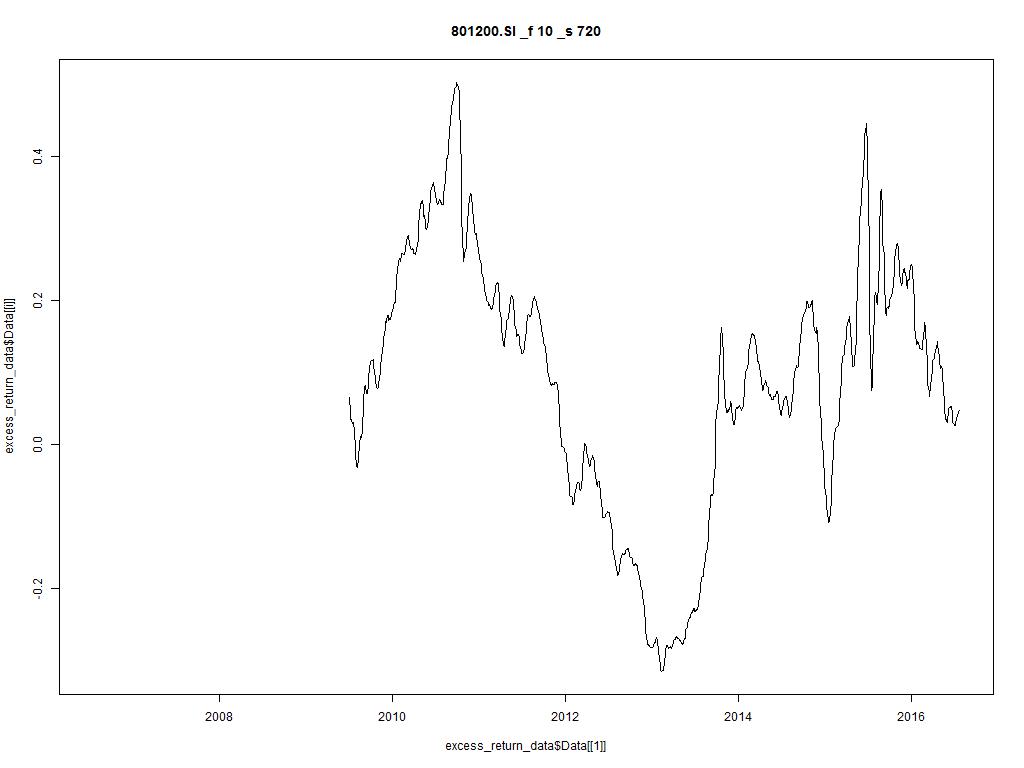 801200.SI _f 10 _s 720
excess_return_data$Data[[i]]
0.4
0.2
0.0
-0.2
2008 2010 2012 2014 2016
excess_return_data$Data[[1]]